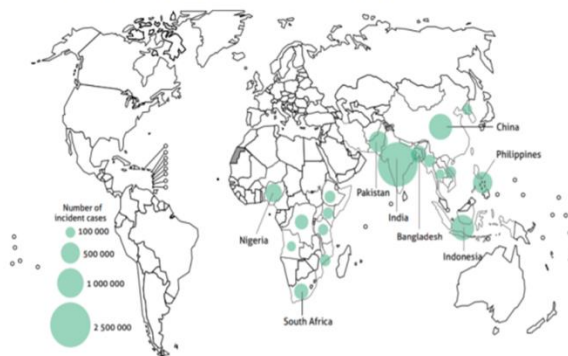 China
Philippines
Pakistan
India
Bangladesh
Indonesia
Nigeria
South Africa
Number of
incident cases
100 000
500 000
1 000 000
2 500 000